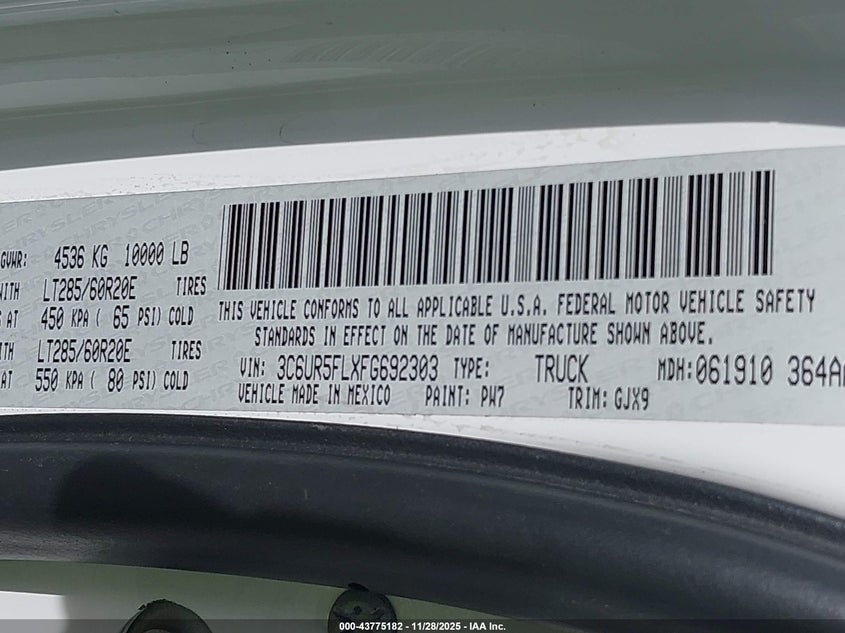 GVWR: 4536 KG 10000 LB
WITH LT285/60R20E TIRES
AT 450 KPA ( 65 PSI) COLD
WITH LT285/60R20E TIRES
AT 550 KPA ( 80 PSI) COLD
THIS VEHICLE CONFORMS TO ALL APPLICABLE U.S.A. FEDERAL MOTOR VEHICLE SAFETY
STANDARDS IN EFFECT ON THE DATE OF MANUFACTURE SHOWN ABOVE.
VIN: 3C6UR5FLXFG692303 TYPE: TRUCK MDH:061910 364A
VEHICLE MADE IN MEXICO PAINT: PW7 TRIM: GJX9
000-43775182 - 11/28/2025 - IAA Inc.